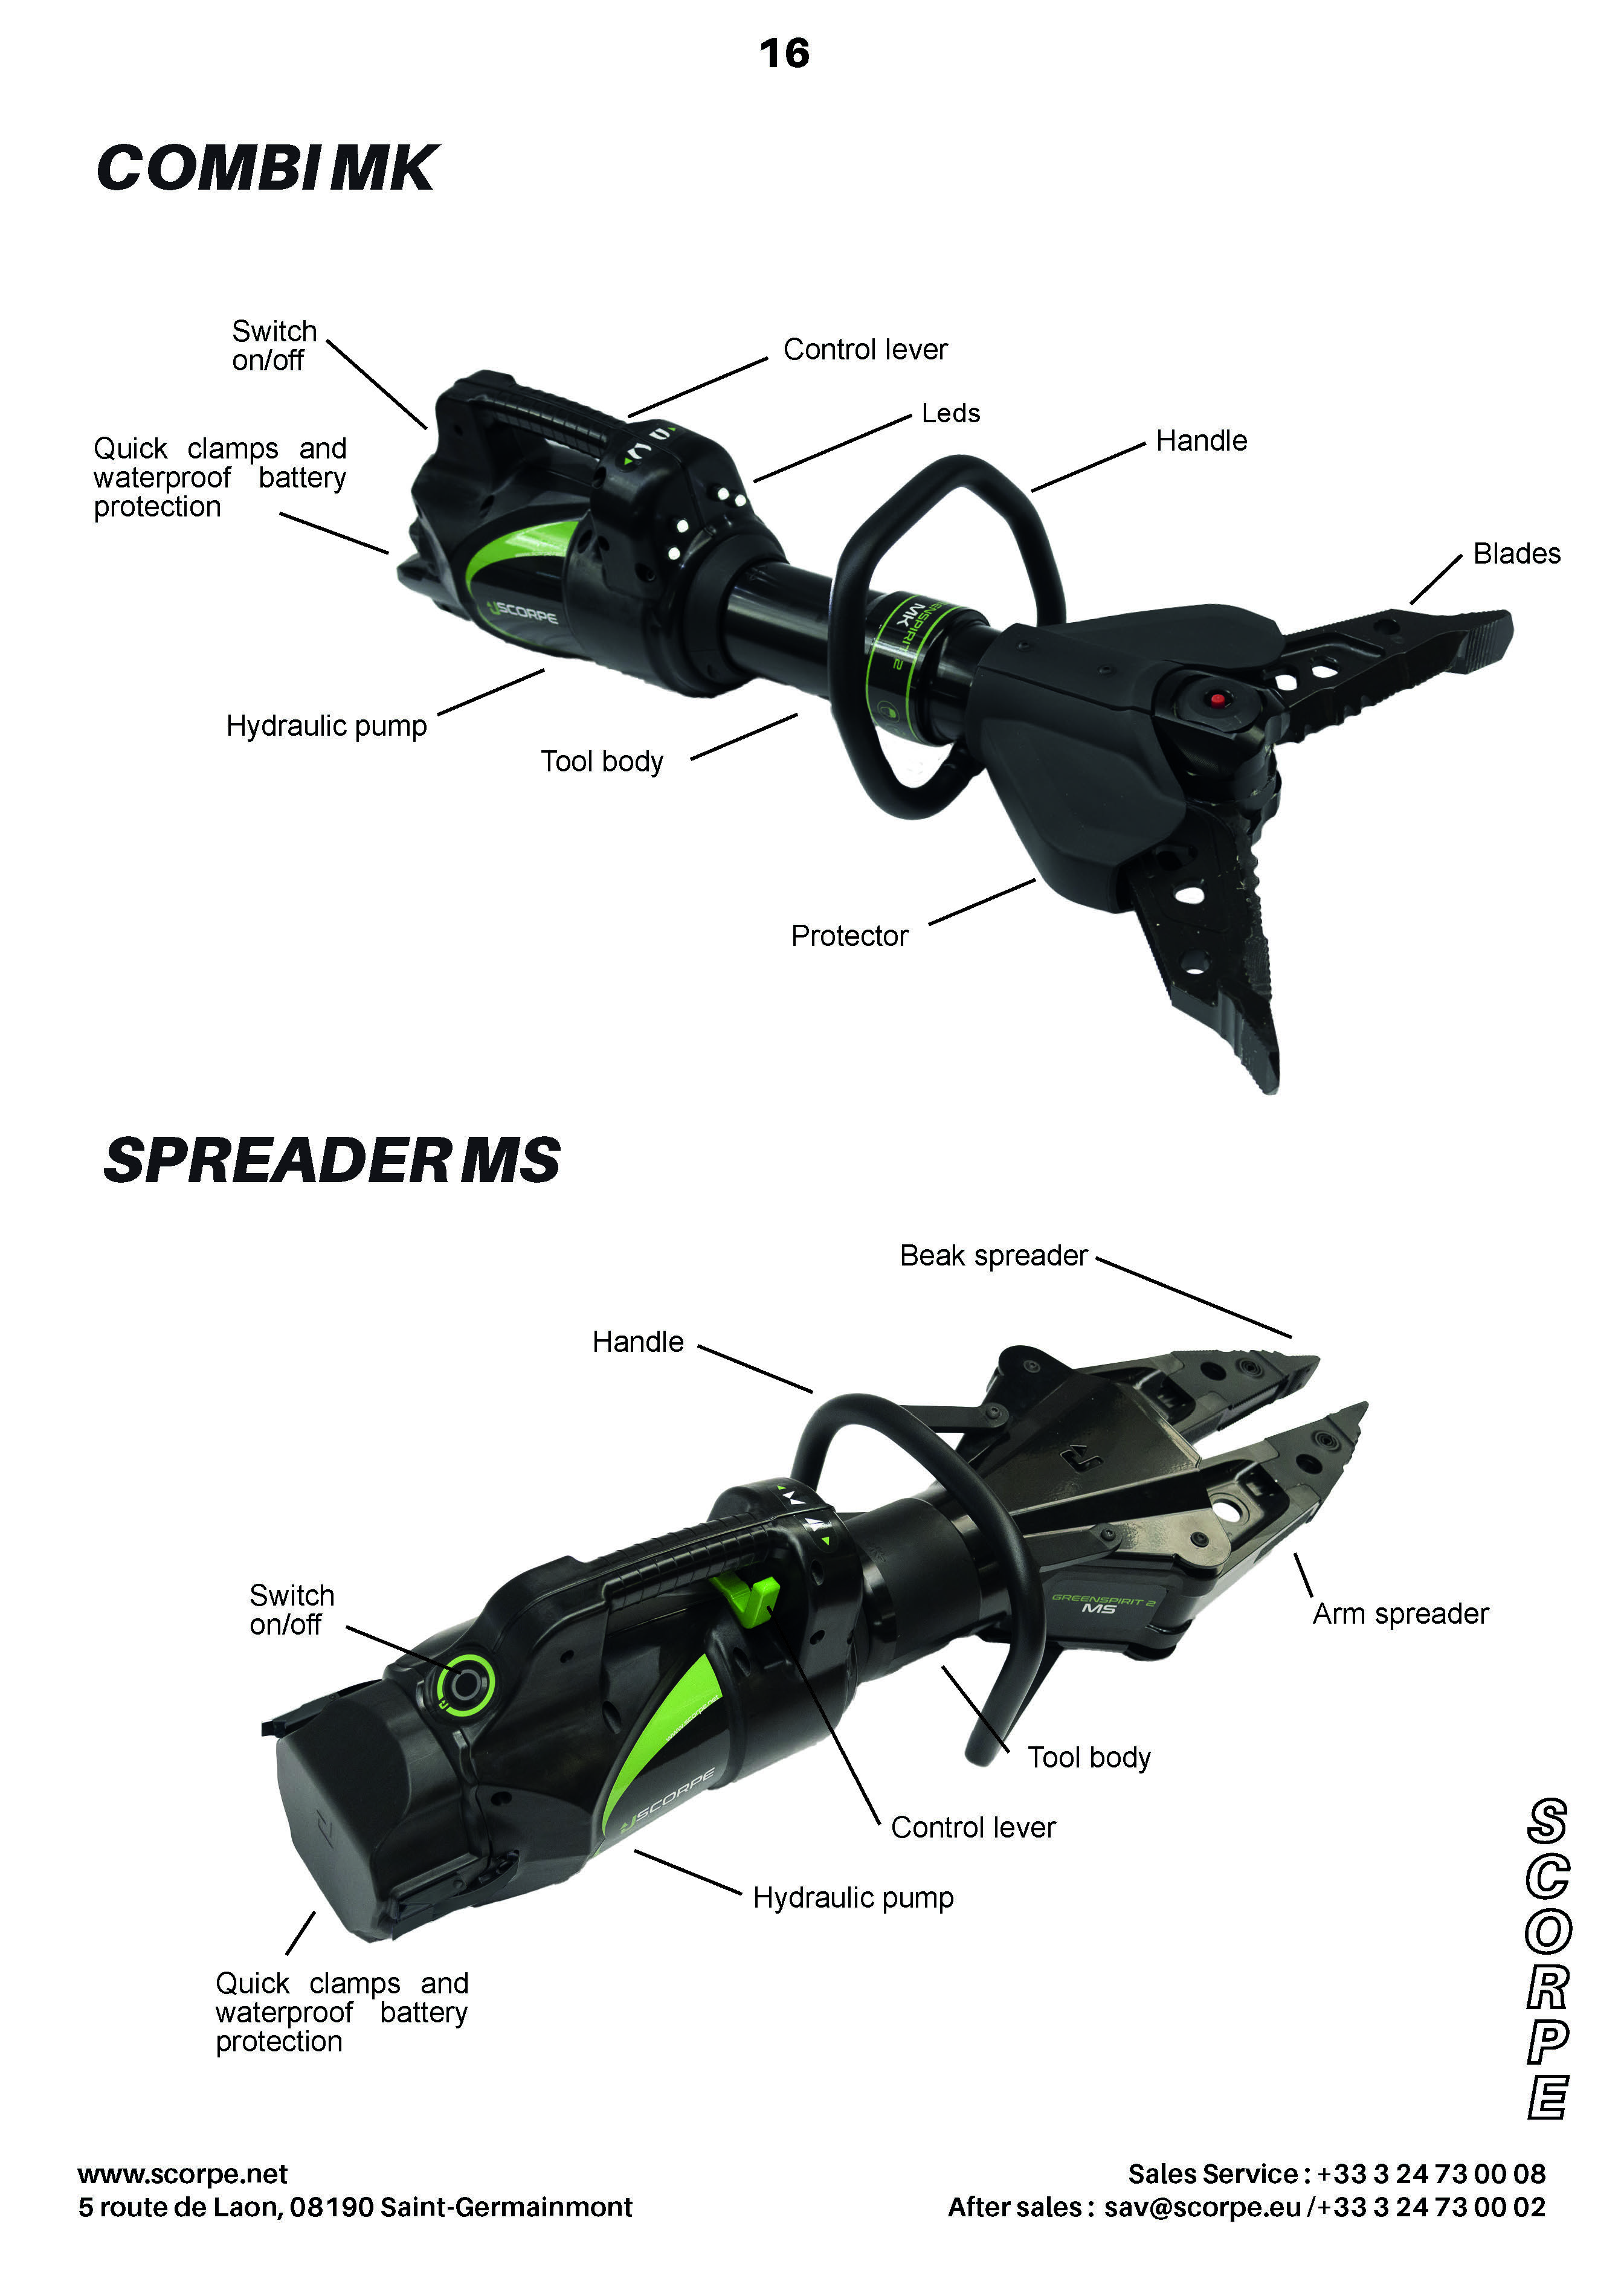 16
COMBI MK
Switch
on/off
Control lever
Leds
Handle
Quick clamps and
waterproof battery
protection
Blades
SCORPE
MK
Hydraulic pump
Tool body
Protector
SPREADER MS
Beak spreader
Handle
Switch
on/off
GREENSPIRIT 2
MS
Arm spreader
www.scorpe.net
SCORPE
Tool body
Control lever
Hydraulic pump
Quick clamps and
waterproof battery
protection
SCORPE
www.scorpe.net
5 route de Laon, 08190 Saint-Germainmont
Sales Service : +33 3 24 73 00 08
After sales : sav@scorpe.eu /+33 3 24 73 00 02